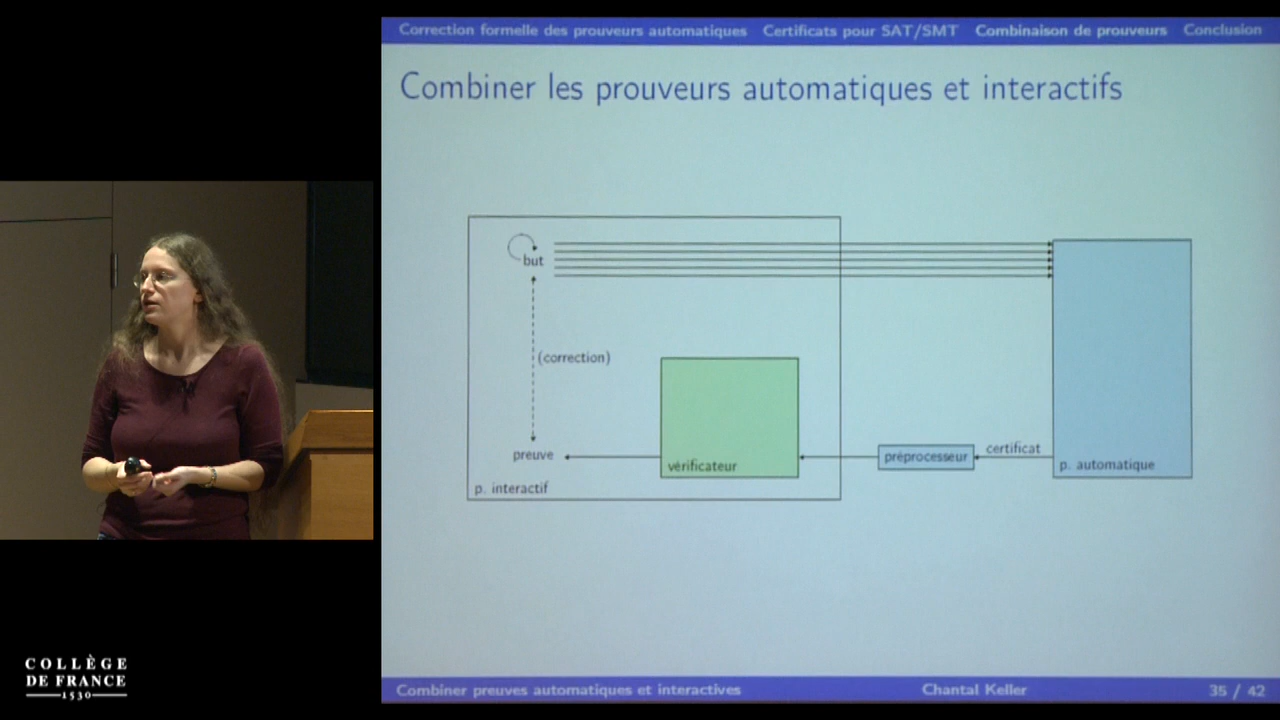 Correction formelle des prouveurs automatiques Certificats pour SAT/SMT Combinaison de prouveurs Conclusion
Combiner les prouveurs automatiques et interactifs
but
(correction)
preuve
vérificateur
préprocesseur
certificat
p. automatique
p. interactif
Combiner preuves automatiques et interactives Chantal Keller 35 / 42
COLLÈGE
DE FRANCE
1530